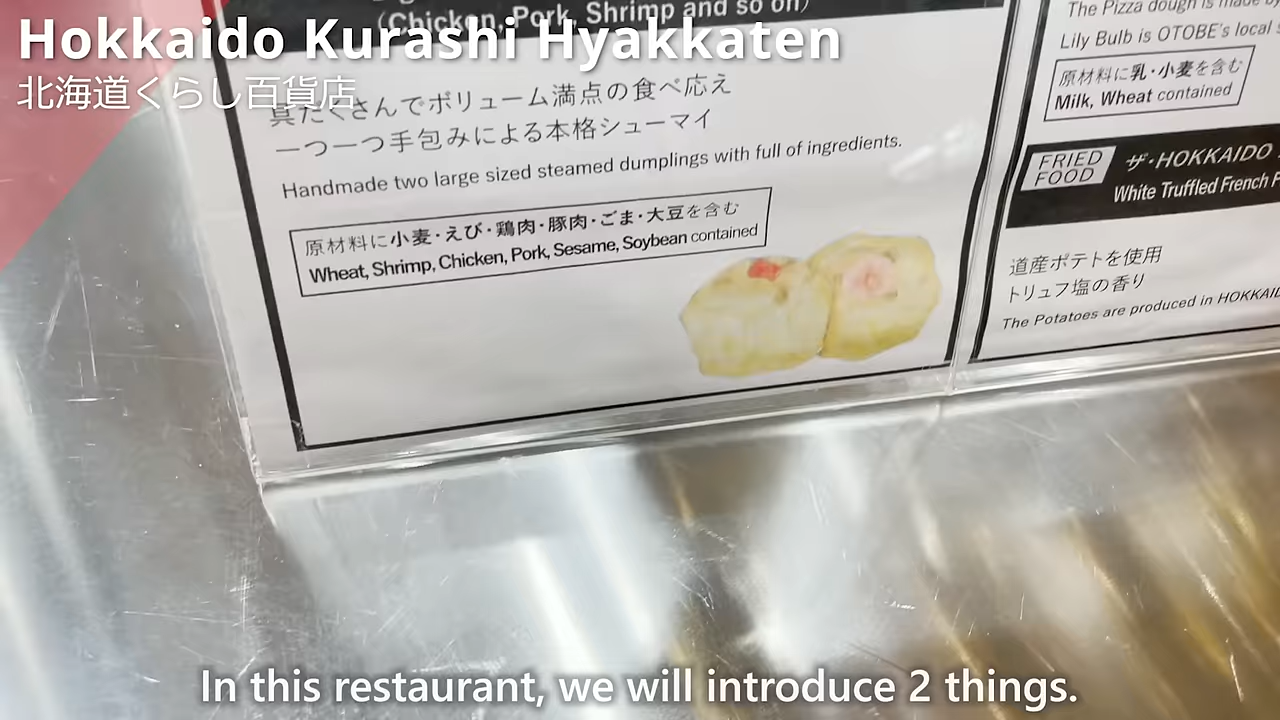 Hokkaido Kurashi Hyakkaten
北海道くらし百貨店
(Chicken, Pork, Shrimp and so on)
具だくさんでボリューム満点の食べ応え
一つ一つ手包みによる本格シューマイ
Handmade two large sized steamed dumplings with full of ingredients.
原材料に小麦・えび・鶏肉・豚肉・ごま・大豆を含む
Wheat, Shrimp, Chicken, Pork, Sesame, Soybean contained
The Pizza dough is made by
Lily Bulb is OTOBE's local
原材料に乳・小麦を含む
Milk, Wheat contained
FRIED FOOD
ザ・HOKKAIDO
White Truffled French
道産ポテトを使用
トリュフ塩の香り
The Potatoes are produced in
In this restaurant, we will introduce 2 things.